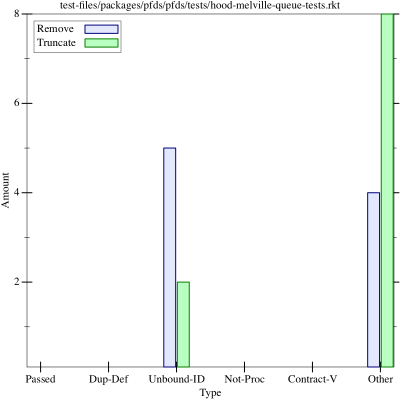 test-files/packages/pfds/pfds/tests/hood-melville-queue-tests.rkt
Remove
Truncate
8
6
4
2
Amount
Passed Dup-Def Unbound-ID Not-Proc Contract-V Other
Type